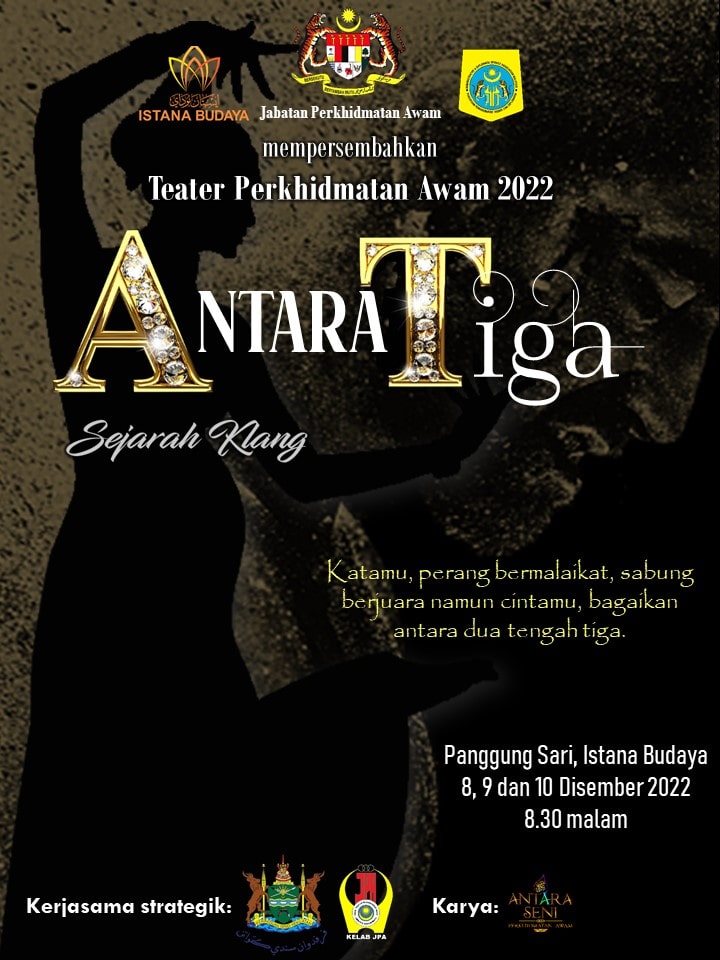 ISTANA BUDAYA
Jabatan Perkhidmatan Awam
mempersembahkan
Teater Perkhidmatan Awam 2022
ANTARA Tiga
Sejarah Klang
Katamu, perang bermalaikat, sabung
berjuara namun cintamu, bagaikan
antara dua tengah tiga.
Panggung Sari, Istana Budaya
8, 9 dan 10 Disember 2022
8.30 malam
Kerjasama strategik:
KELAB JPA
Karya:
ANTARA
SENI
PERKHIDMATAN AWAM